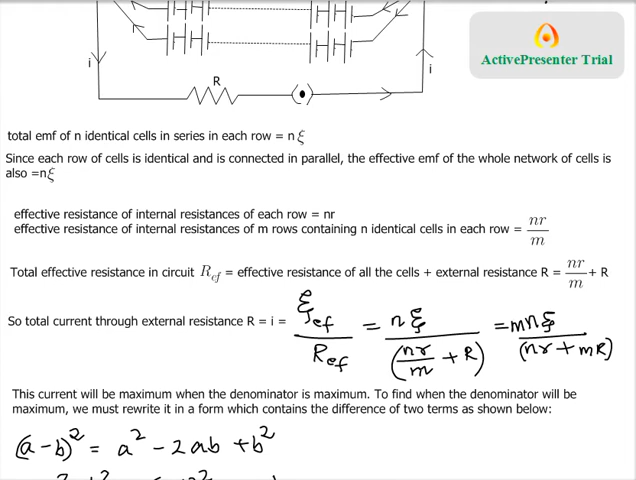 ActivePresenter Trial
i
i
R
total emf of n identical cells in series in each row = n ξ
Since each row of cells is identical and is connected in parallel, the effective emf of the whole network of cells is
also =nξ
effective resistance of internal resistances of each row = nr
effective resistance of internal resistances of m rows containing n identical cells in each row = nr/m
Total effective resistance in circuit R_ef = effective resistance of all the cells + external resistance R = nr/m + R
So total current through external resistance R = i = ξ_ef/R_ef = nξ/(nr/m + R) = mnξ/(nr + mR)
This current will be maximum when the denominator is maximum. To find when the denominator will be
maximum, we must rewrite it in a form which contains the difference of two terms as shown below:
(a-b)² = a² - 2ab + b²